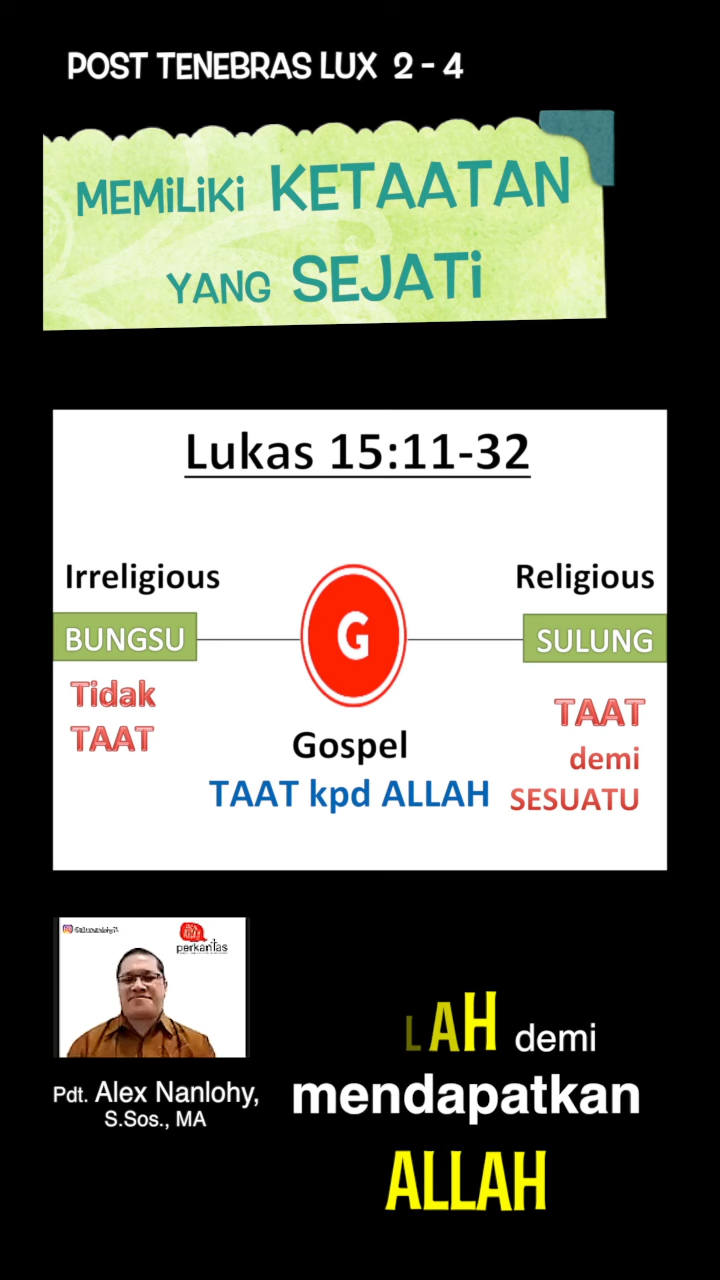 POST TENEBRAS LUX 2 - 4
MEMiLiKi KETAATAN
YANG SEJATi
Lukas 15:11-32
Irreligious
Religious
BUNGSU
G
SULUNG
Tidak
TAAT
TAAT
demi
SESUATU
Gospel
TAAT kpd ALLAH
perkantas
Pdt. Alex Nanlohy,
S.Sos., MA
LAH demi
mendapatkan
ALLAH